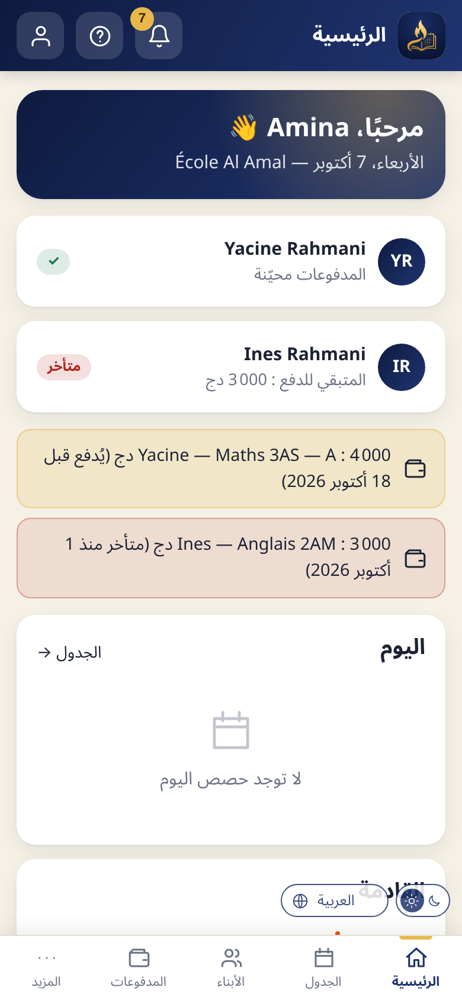 الرئيسية
7
مرحبًا، Amina 👋
الأربعاء، 7 أكتوبر — École Al Amal
YR
Yacine Rahmani
المدفوعات محيّنة
IR
Ines Rahmani
المتبقي للدفع : 3 000 دج
متأخر
Yacine — Maths 3AS — A : 4 000 دج (يُدفع قبل
18 أكتوبر 2026)
Ines — Anglais 2AM : 3 000 دج (متأخر منذ 1
أكتوبر 2026)
اليوم
الجدول →
لا توجد حصص اليوم
القادمة
العربية
الرئيسية
الجدول
الأبناء
المدفوعات
المزيد